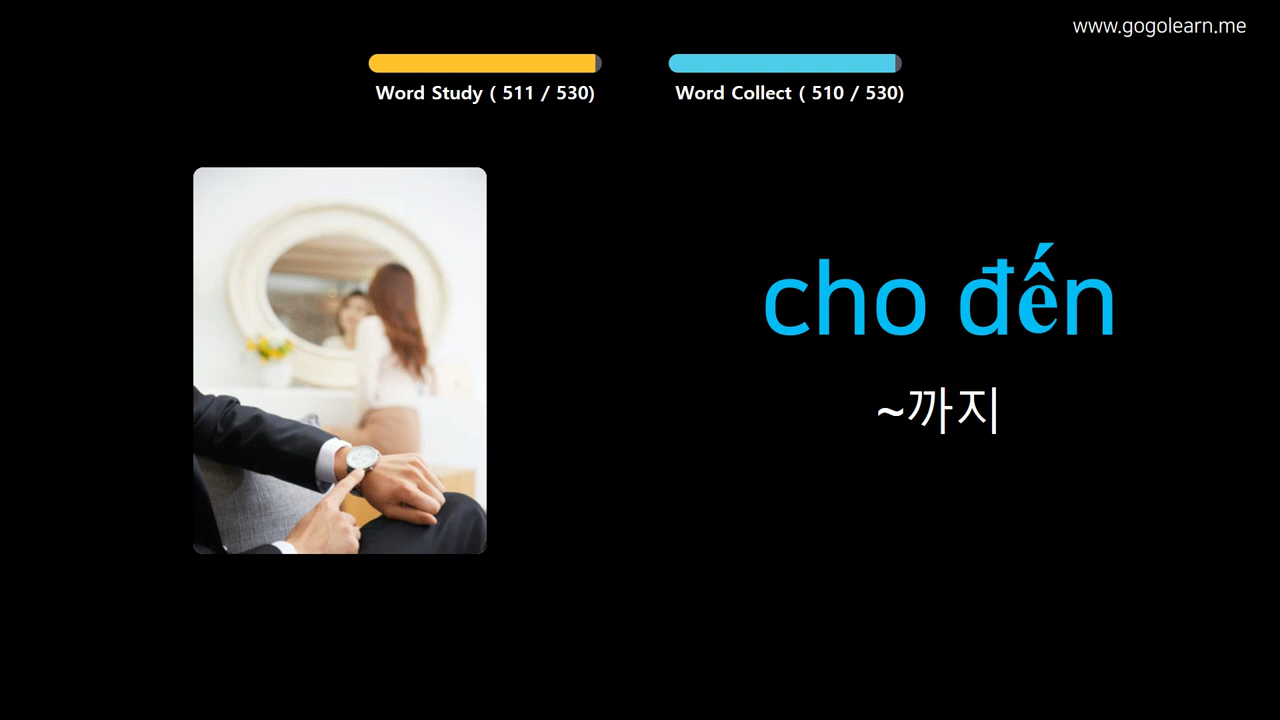 www.gogolearn.me
Word Study ( 511 / 530)
Word Collect ( 510 / 530)
cho đến
~까지